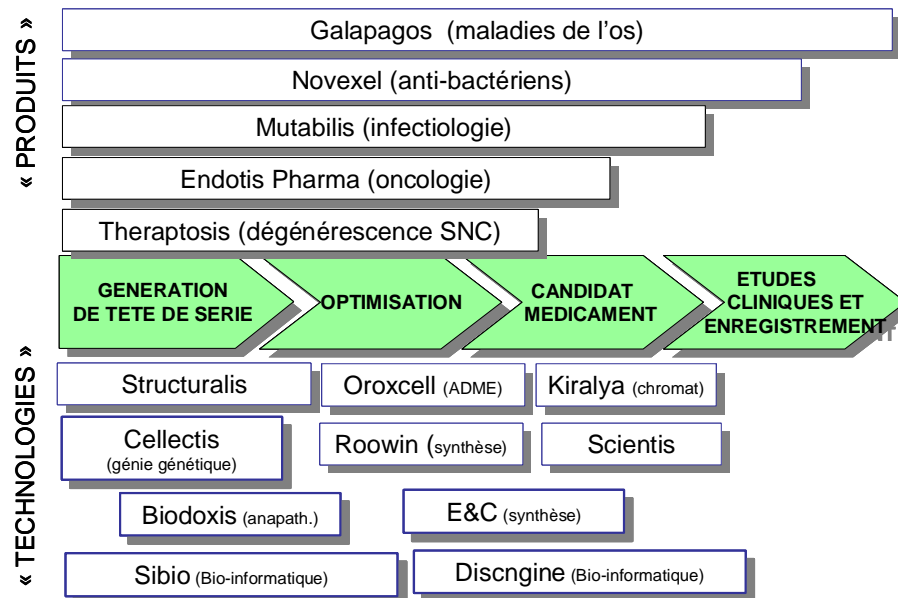 « PRODUITS »
Galapagos (maladies de l’os)
Novexel (anti-bactériens)
Mutabilis (infectiologie)
Endotis Pharma (oncologie)
Theraptosis (dégénérescence SNC)
GENERATION
DE TETE DE SERIE
OPTIMISATION
CANDIDAT
MEDICAMENT
ETUDES
CLINIQUES ET
ENREGISTREMENT
« TECHNOLOGIES »
Structuralis
Oroxcell (ADME)
Kiralya (chromat)
Cellectis
(génie génétique)
Roowin (synthèse)
Scientis
Biodoxis (anapath.)
E&C (synthèse)
Sibio (Bio-informatique)
Discngine (Bio-informatique)